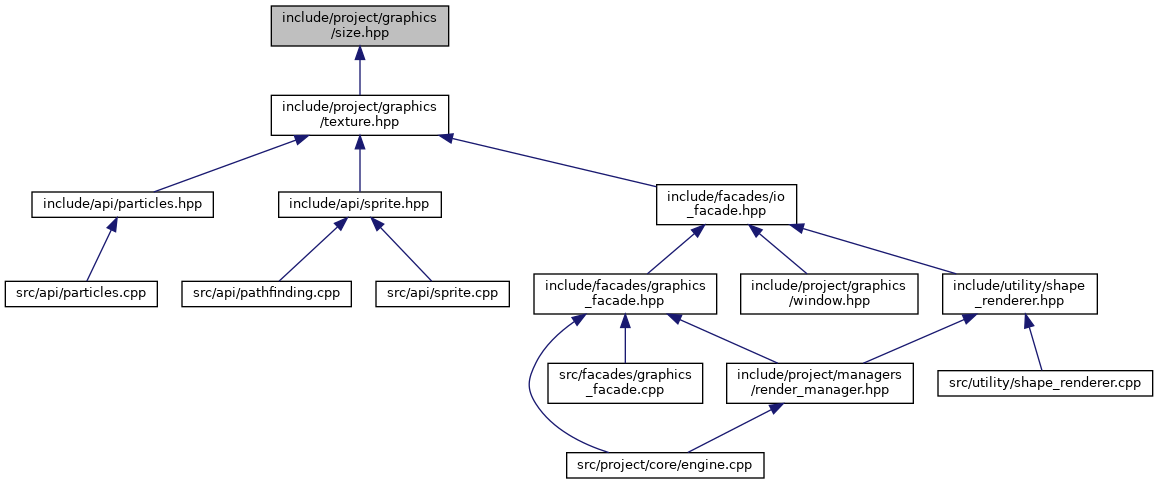 include/project/graphics
/size.hpp
include/project/graphics
/texture.hpp
include/api/particles.hpp
include/api/sprite.hpp
include/facades/io
_facade.hpp
src/api/particles.cpp
src/api/pathfinding.cpp
src/api/sprite.cpp
include/facades/graphics
_facade.hpp
include/project/graphics
/window.hpp
include/utility/shape
_renderer.hpp
src/facades/graphics
_facade.cpp
include/project/managers
/render_manager.hpp
src/utility/shape_renderer.cpp
src/project/core/engine.cpp